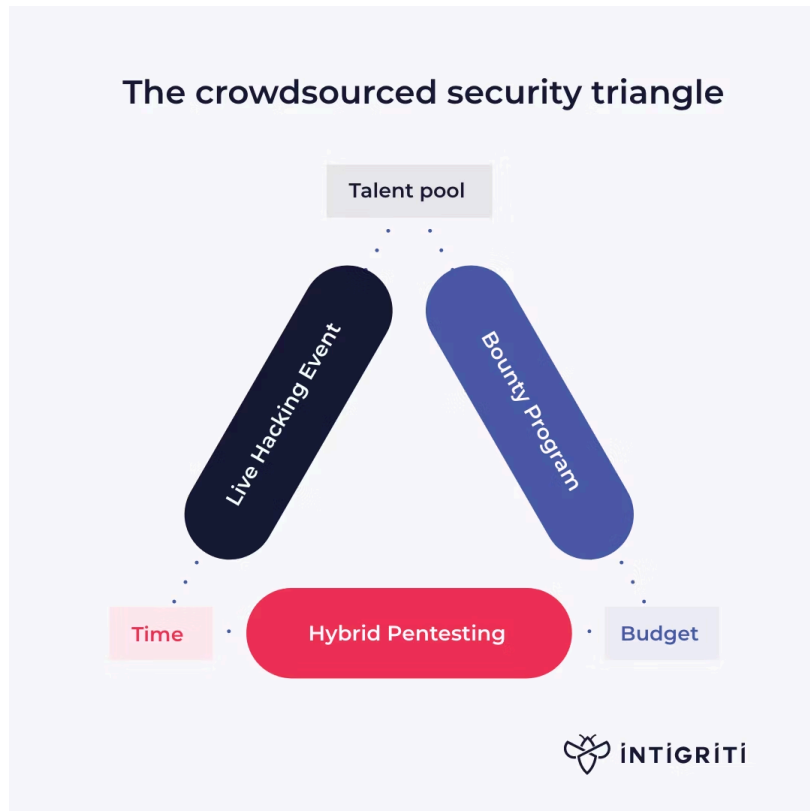 The crowdsourced security triangle
Talent pool
Live Hacking Event
Bounty Program
Time
Hybrid Pentesting
Budget
INTIGRITI